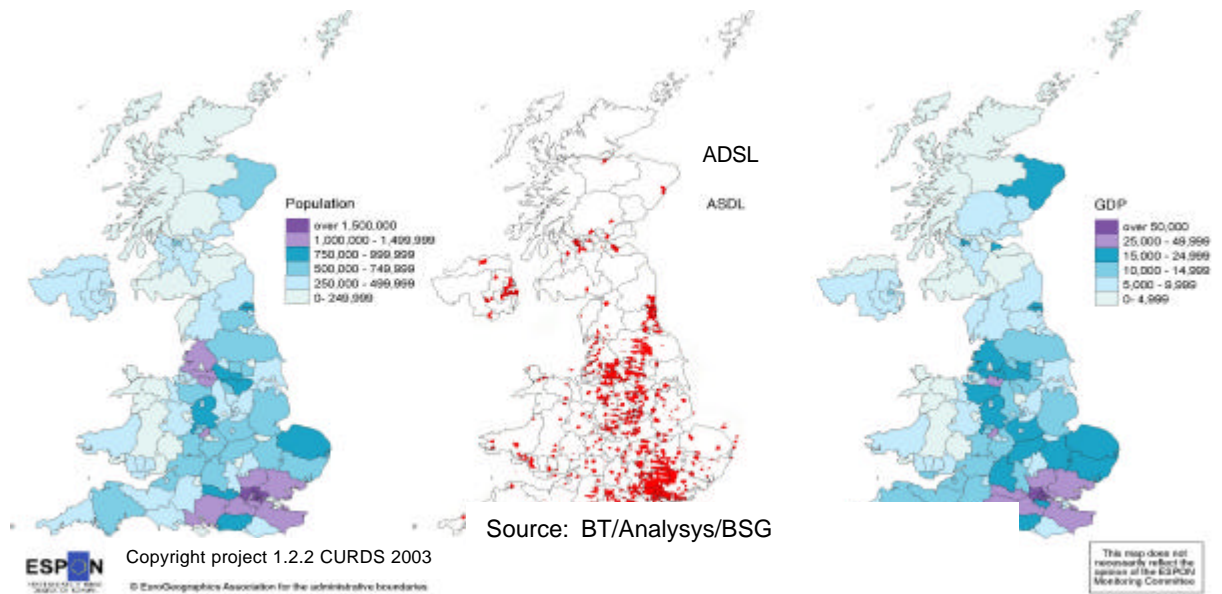 Population
over 1,500,000
1,000,000 - 1,499,999
750,000 - 999,999
500,000 - 749,999
250,000 - 499,999
0 - 249,999
ADSL
ASDL
GDP
over 50,000
25,000 - 49,999
15,000 - 24,999
10,000 - 14,999
5,000 - 9,999
0 - 4,999
Source: BT/Analysys/BSG
ESPON
Copyright project 1.2.2 CURDS 2003
© EuroGeographics Association for the administrative boundaries
This map does not
necessarily reflect the
opinion of the ESPON
Monitoring Committee